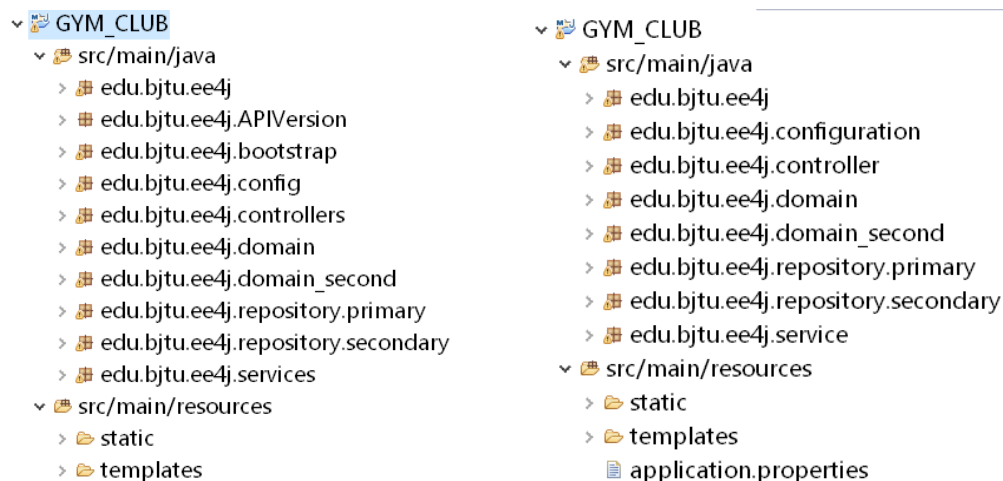 GYM_CLUB
src/main/java
edu.bjtu.ee4j
edu.bjtu.ee4j.APIVersion
edu.bjtu.ee4j.bootstrap
edu.bjtu.ee4j.config
edu.bjtu.ee4j.controllers
edu.bjtu.ee4j.domain
edu.bjtu.ee4j.domain_second
edu.bjtu.ee4j.repository.primary
edu.bjtu.ee4j.repository.secondary
edu.bjtu.ee4j.services
src/main/resources
static
templates
GYM_CLUB
src/main/java
edu.bjtu.ee4j
edu.bjtu.ee4j.configuration
edu.bjtu.ee4j.controller
edu.bjtu.ee4j.domain
edu.bjtu.ee4j.domain_second
edu.bjtu.ee4j.repository.primary
edu.bjtu.ee4j.repository.secondary
edu.bjtu.ee4j.service
src/main/resources
static
templates
application.properties